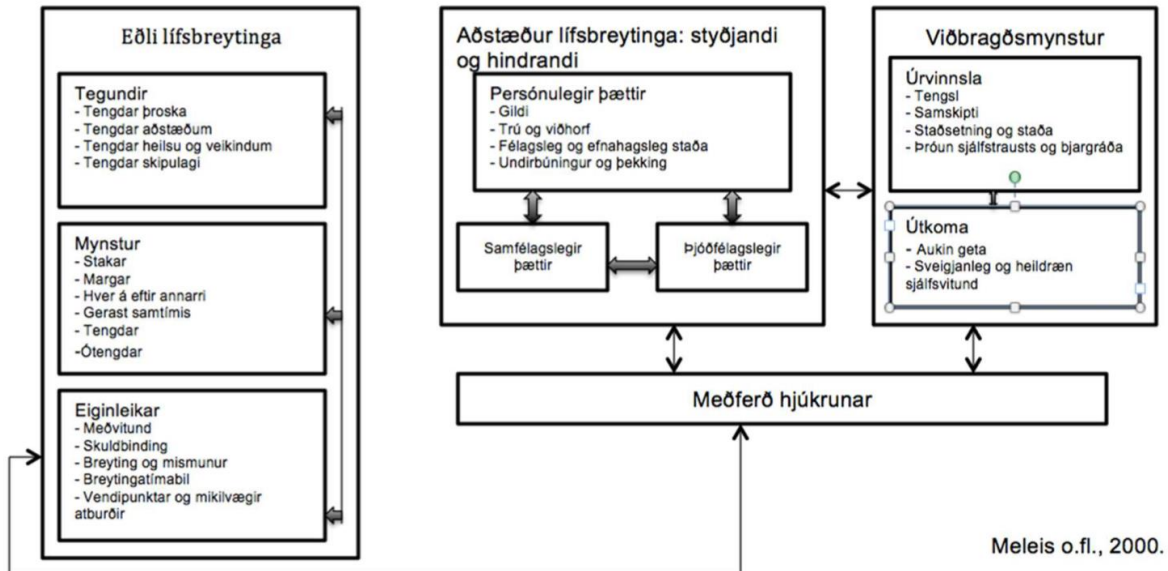 Eðli lífsbreytinga
Tegundir
- Tengdar þroska
- Tengdar aðstæðum
- Tengdar heilsu og veikindum
- Tengdar skipulagi
Mynstur
- Stakar
- Margar
- Hver á eftir annarri
- Gerast samtímis
- Tengdar
-Ótengdar
Eiginleikar
- Meðvitund
- Skuldbinding
- Breyting og mismunur
- Breytingatímabil
- Vendipunktar og mikilvægir
atburðir
Aðstæður lífsbreytinga: styðjandi
og hindrandi
Persónulegir þættir
- Gildi
- Trú og viðhorf
- Félagsleg og efnahagsleg staða
- Undirbúningur og þekking
Samfélagslegir
þættir
Þjóðfélagslegir
þættir
Viðbragðsmynstur
Úrvinnsla
- Tengsl
- Samskipti
- Staðsetning og staða
- Þróun sjálfstrausts og bjargráða
Útkoma
- Aukin geta
- Sveigjanleg og heildræn
sjálfsvitund
Meðferð hjúkrunar
Meleis o.fl., 2000.